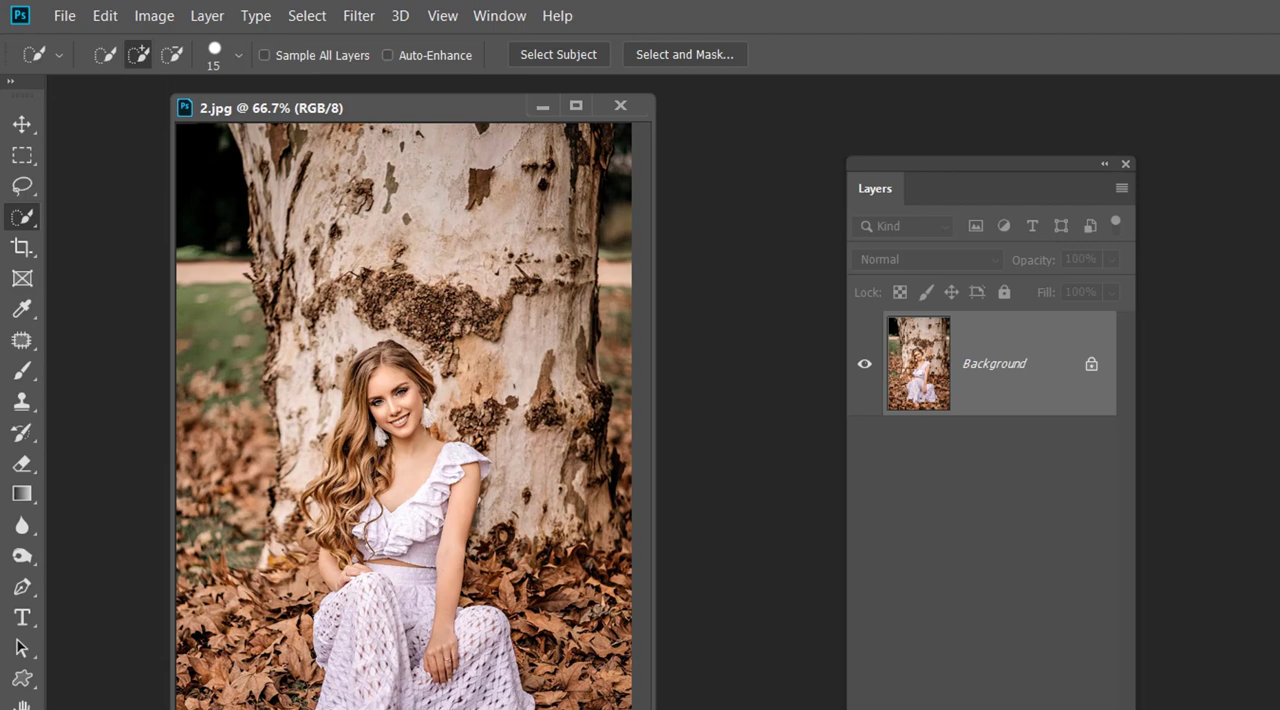 Ps File Edit Image Layer Type Select Filter 3D View Window Help
15 Sample All Layers Auto-Enhance Select Subject Select and Mask...
Ps 2.jpg @ 66.7% (RGB/8)
Layers
Kind T
Normal Opacity: 100%
Lock: Fill: 100%
Background
T